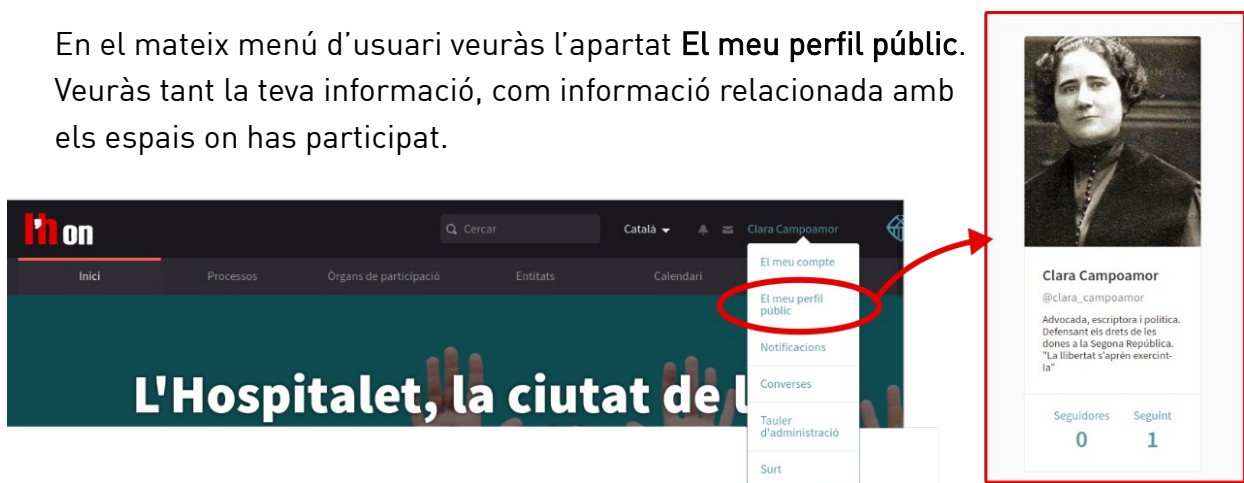 En el mateix menú d'usuari veuràs l'apartat El meu perfil públic.
Veuràs tant la teva informació, com informació relacionada amb
els espais on has participat.
l'h on
Cercar
Català
Clara Campoamor
Inici
Processos
Òrgans de participació
Entitats
Calendari
El meu compte
El meu perfil
públic
Notificacions
Converses
Tauler
d'administració
Surt
L'Hospitalet, la ciutat de l
Clara Campoamor
@clara_campoamor
Advocada, escriptora i política.
Defensant els drets de les
dones a la Segona República.
"La llibertat s'aprèn exercint-
la"
Seguidores
Seguint
0
1